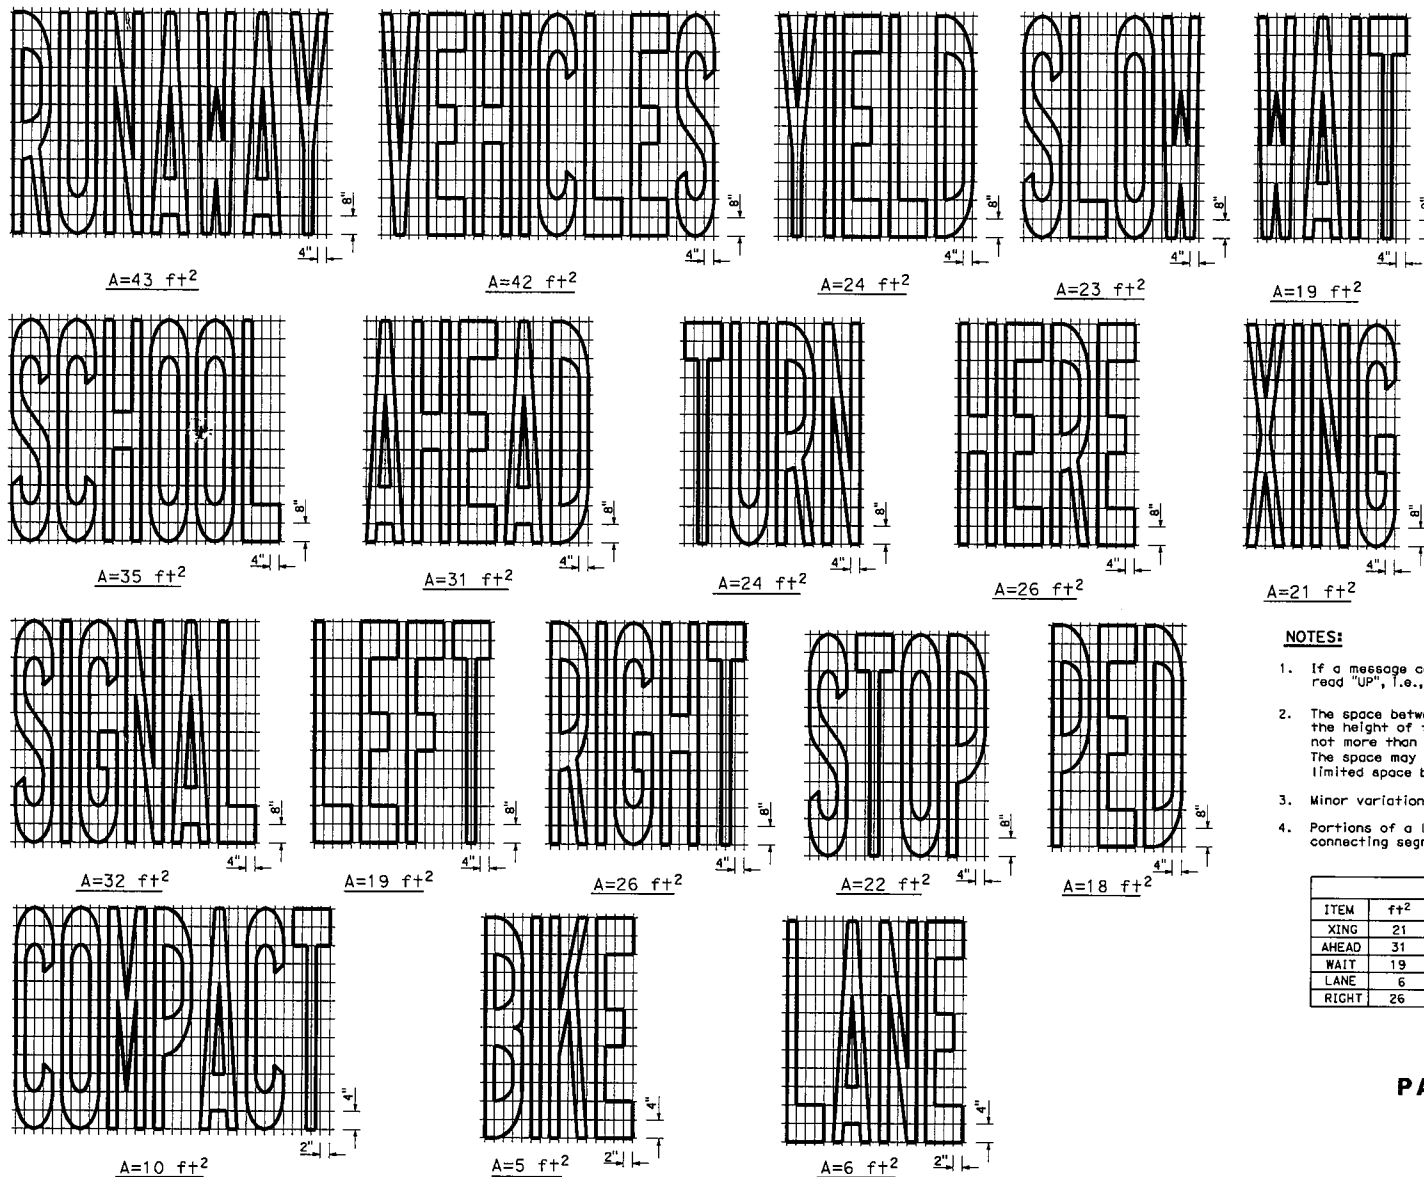 RUNAWAY VEHICLES YIELD SLOW WAIT
8" 8" 8" 8" 8"
4" 4" 4" 4" 4"
A=43 ft² A=42 ft² A=24 ft² A=23 ft² A=19 ft²
SCHOOL AHEAD TURN HERE XING
8" 8" 8" 8" 8"
4" 4" 4" 4" 4"
A=35 ft² A=31 ft² A=24 ft² A=26 ft² A=21 ft²
SIGNAL LEFT RIGHT STOP PED
8" 8" 8" 8" 8"
4" 4" 4" 4" 4"
A=32 ft² A=19 ft² A=26 ft² A=22 ft² A=18 ft²
COMPACT BIKE LANE
4" 4" 4"
2" 2" 2"
A=10 ft² A=5 ft² A=6 ft²
NOTES:
1. If a message
read "UP", i.e.,
2. The space
the height of
not more than
The space may
limited space
3. Minor
4. Portions of a
connecting
ITEM ft²
XING 21
AHEAD 31
WAIT 19
LANE 6
RIGHT 26
PA